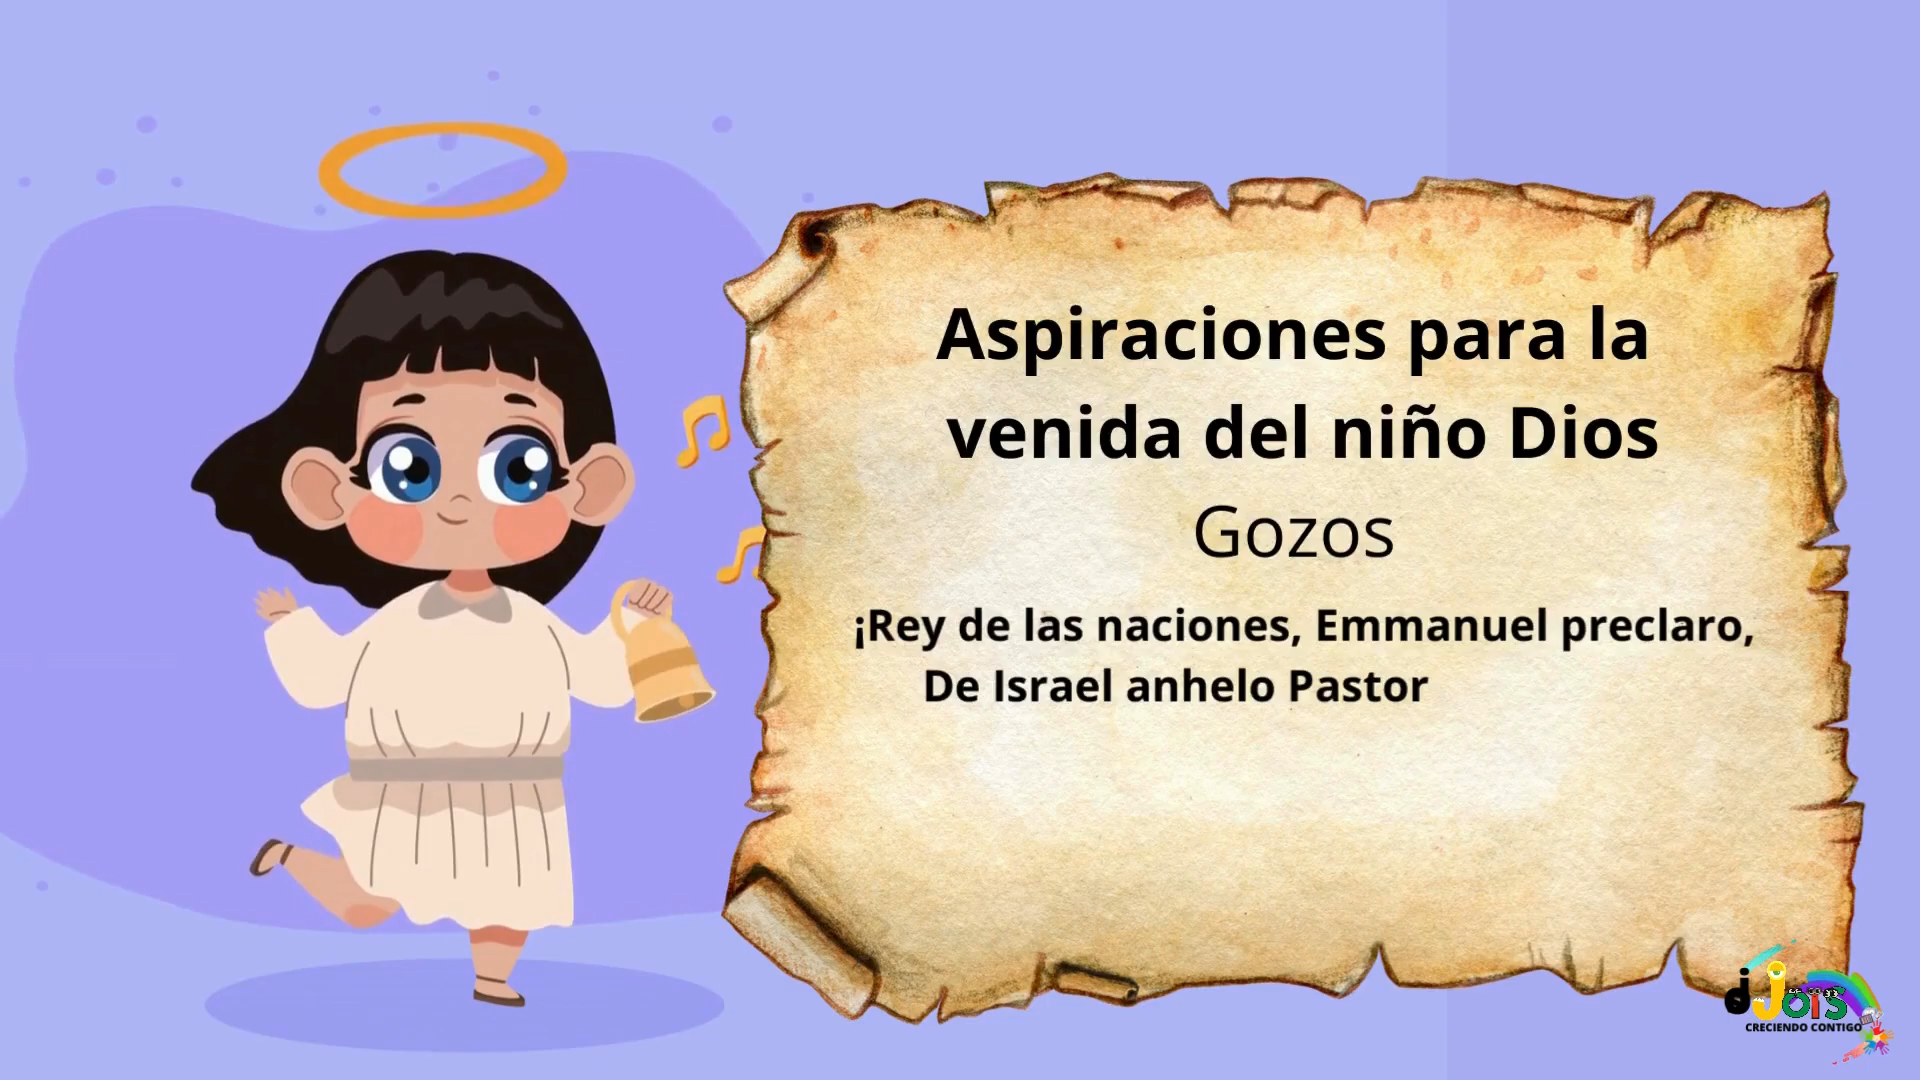 Aspiraciones para la
venida del niño Dios
Gozos
¡Rey de las naciones, Emmanuel preclaro,
De Israel anhelo Pastor
dJois
CRECIENDO CONTIGO